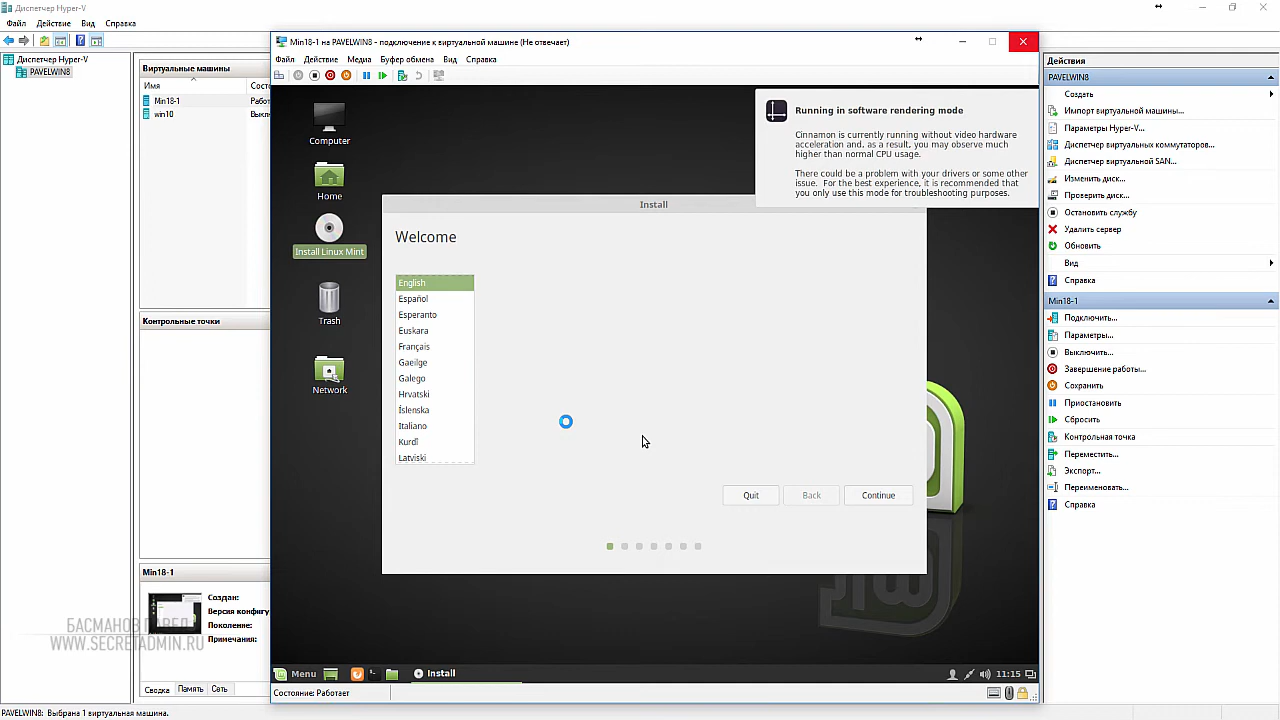 Диспетчер Hyper-V
Файл Действие Вид Справка
Диспетчер Hyper-V
PAVELWIN8
Виртуальные машины
Имя
Min18-1 Работ
win10 Выкл
Контрольные точки
Min18-1
Создан:
Версия конфигу
Поколение:
Примечания:
БАСМАНОВ ПАВЕЛ
WWW.SECRETADMIN.RU
Сводка Память Сеть
PAVELWIN8: Выбрана 1 виртуальная машина.
Min18-1 на PAVELWIN8 - подключение к виртуальной машине (Не отвечает)
Файл Действие Медиа Буфер обмена Вид Справка
Computer
Home
Install Linux Mint
Trash
Network
Running in software rendering mode
Cinnamon is currently running without video hardware
acceleration and, as a result, you may observe much
higher than normal CPU usage.
There could be a problem with your drivers or some other
issue. For the best experience, it is recommended that
you only use this mode for troubleshooting purposes.
Install
Welcome
English
Español
Esperanto
Euskara
Français
Gaeilge
Galego
Hrvatski
Íslenska
Italiano
Kurdî
Latviski
Quit Back Continue
Menu Install 11:15
Состояние: Работает
Действия
PAVELWIN8
Создать
Импорт виртуальной машины...
Параметры Hyper-V...
Диспетчер виртуальных коммутаторов...
Диспетчер виртуальной SAN...
Изменить диск...
Проверить диск...
Остановить службу
Удалить сервер
Обновить
Вид
Справка
Min18-1
Подключить...
Параметры...
Выключить...
Завершение работы...
Сохранить
Приостановить
Сбросить
Контрольная точка
Переместить...
Экспорт...
Переименовать...
Справка